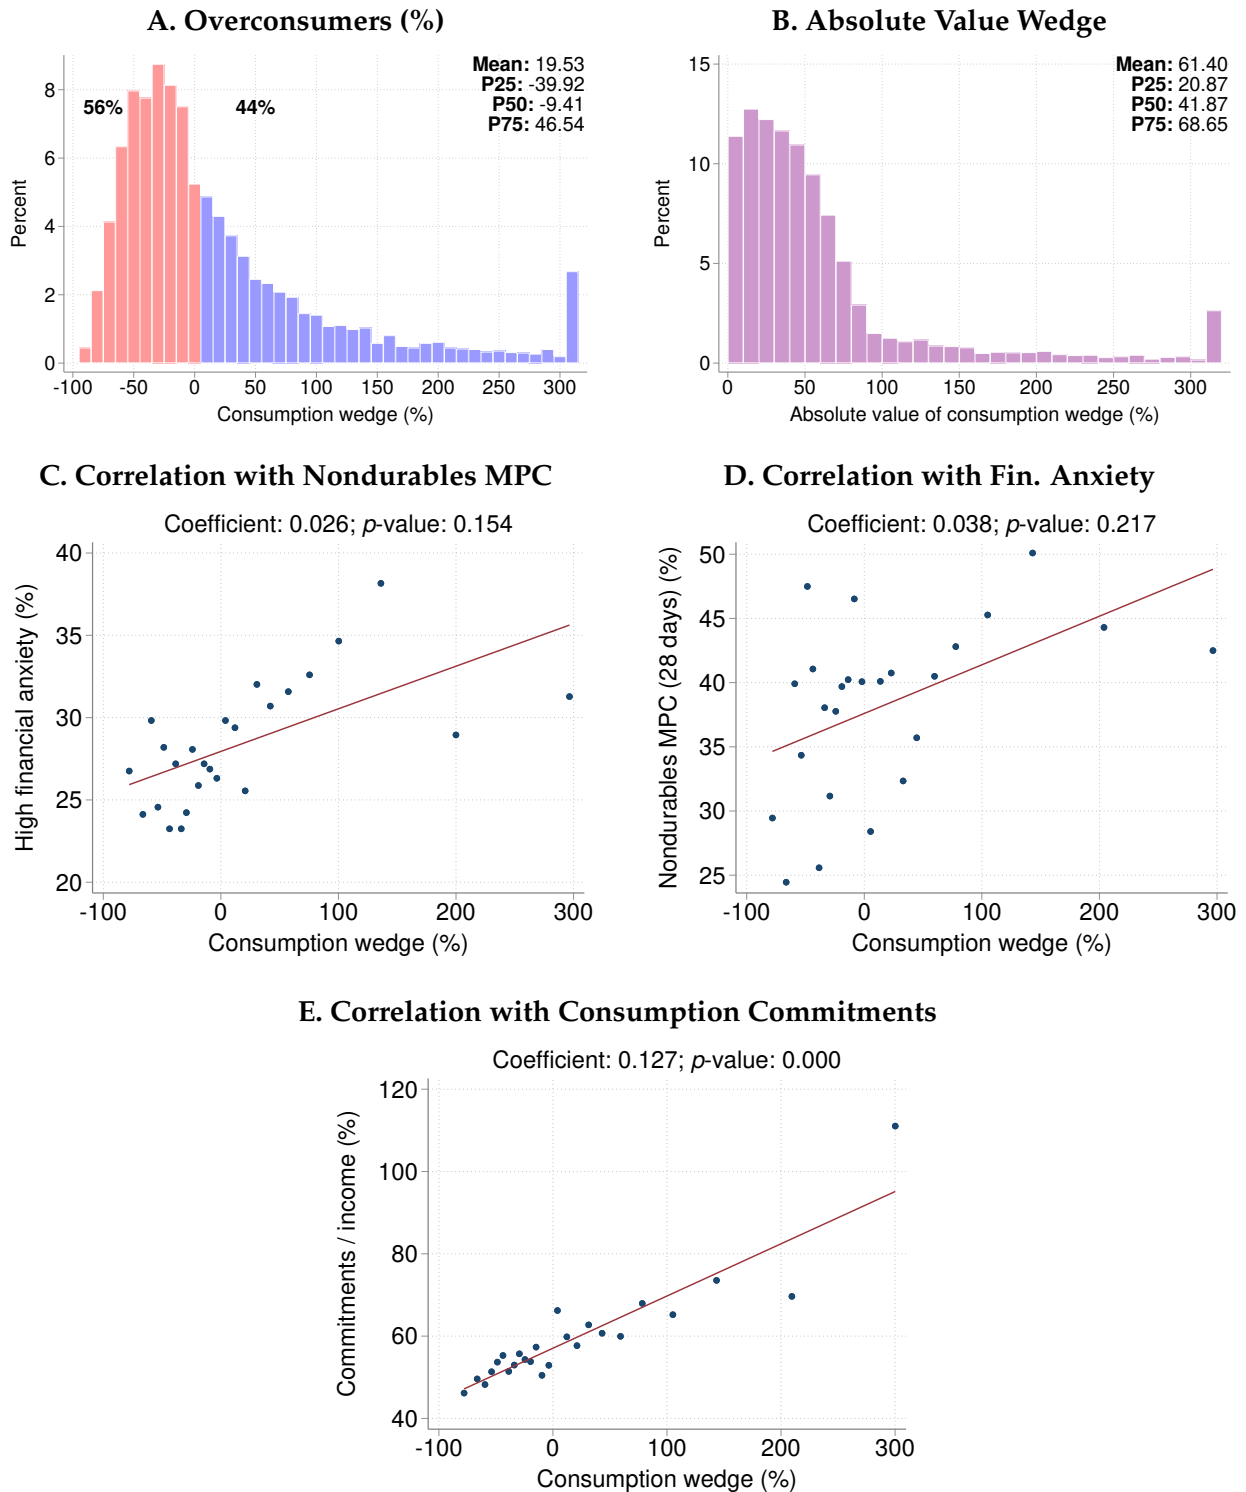 A. Overconsumers (%)
Mean: 19.53
P25: -39.92
P50: -9.41
P75: 46.54
56%
44%
Percent
8
6
4
2
0
-100 -50 0 50 100 150 200 250 300
Consumption wedge (%)
B. Absolute Value Wedge
Mean: 61.40
P25: 20.87
P50: 41.87
P75: 68.65
Percent
15
10
5
0
0 50 100 150 200 250 300
Absolute value of consumption wedge (%)
C. Correlation with Nondurables MPC
Coefficient: 0.026; p-value: 0.154
High financial anxiety (%)
40
35
30
25
20
-100 0 100 200 300
Consumption wedge (%)
D. Correlation with Fin. Anxiety
Coefficient: 0.038; p-value: 0.217
Nondurables MPC (28 days) (%)
50
45
40
35
30
25
-100 0 100 200 300
Consumption wedge (%)
E. Correlation with Consumption Commitments
Coefficient: 0.127; p-value: 0.000
Commitments / income (%)
120
100
80
60
40
-100 0 100 200 300
Consumption wedge (%)